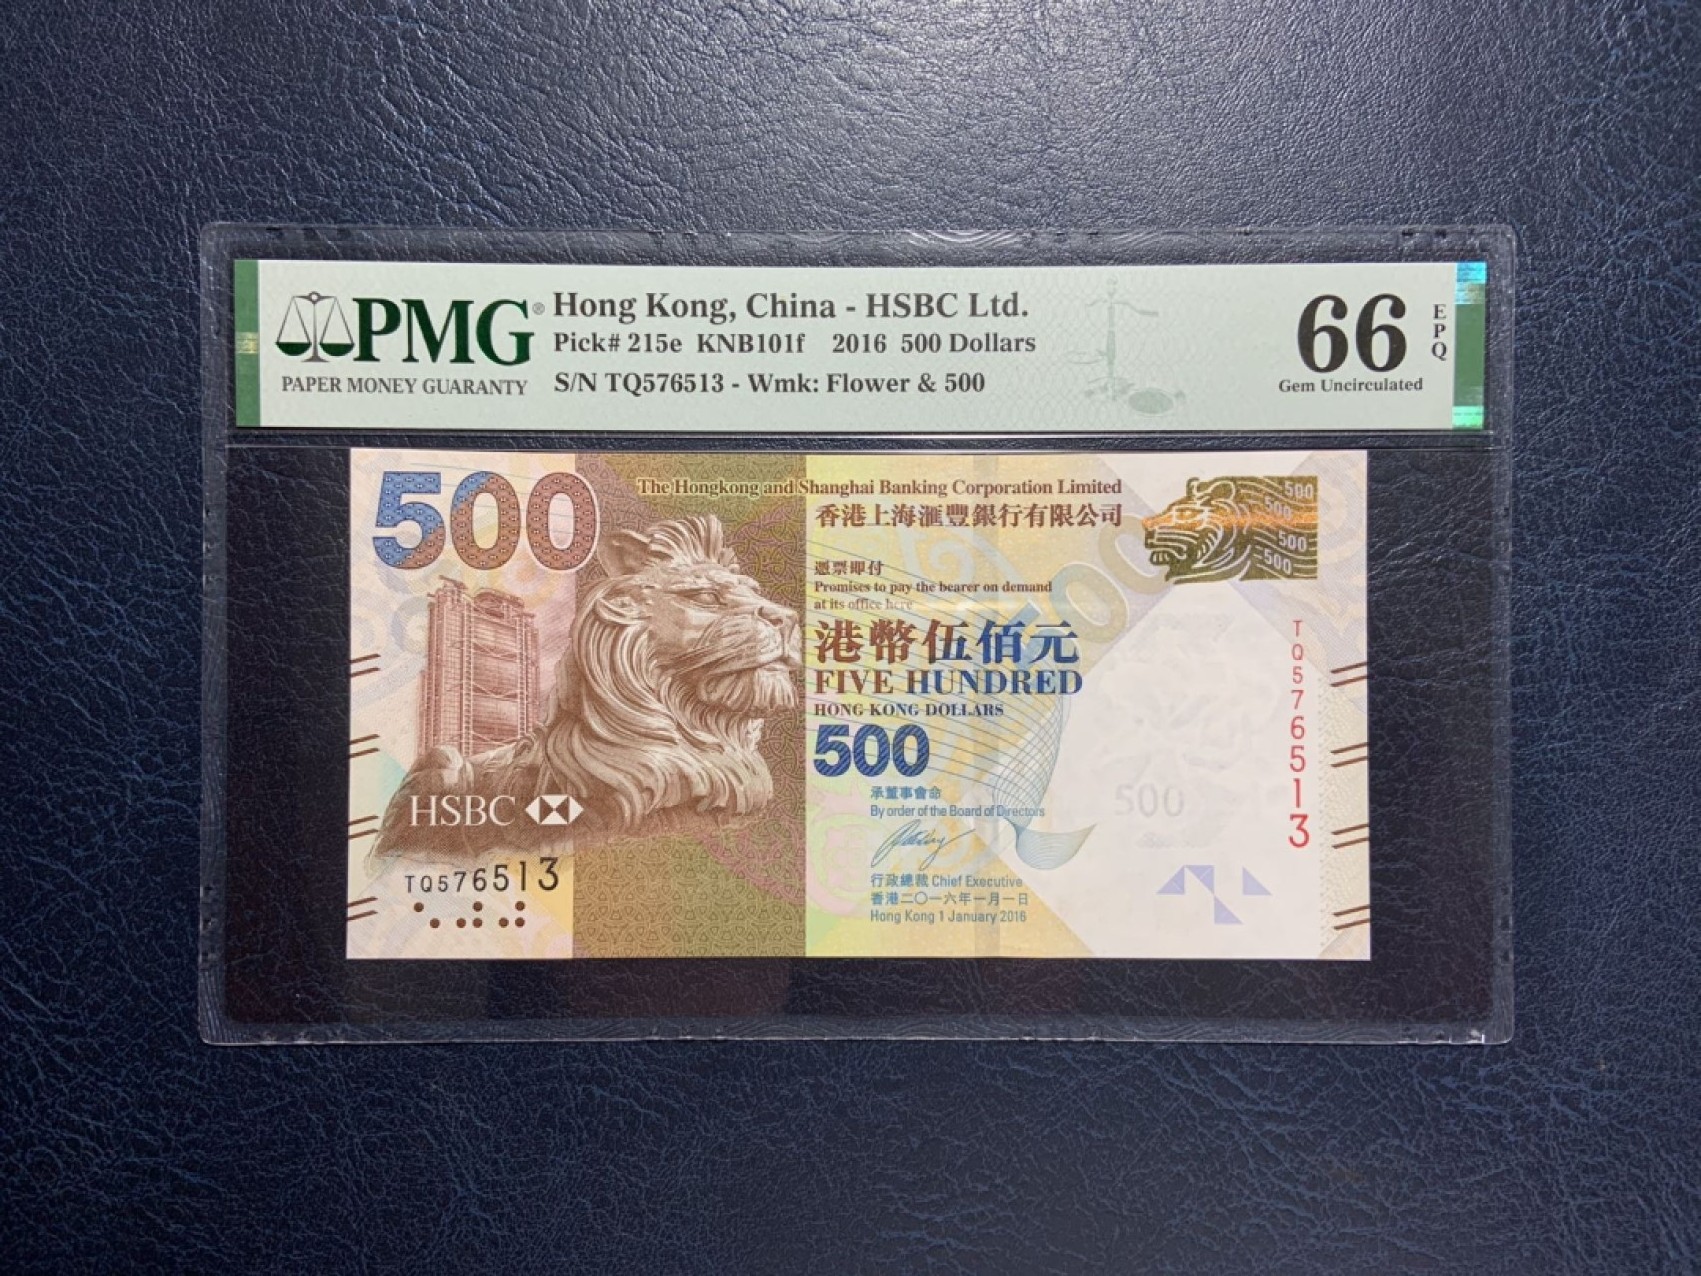 PMG®
PAPER MONEY GUARANTY
Hong Kong, China - HSBC Ltd.
Pick# 215e KNB101f 2016 500 Dollars
S/N TQ576513 - Wmk: Flower & 500
66
EPQ
Gem Uncirculated
500
The Hongkong and Shanghai Banking Corporation Limited
香港上海滙豐銀行有限公司
500
500
500
500
憑票即付
Promises to pay the bearer on demand
at its office here
港幣伍佰元
FIVE HUNDRED
HONG KONG DOLLARS
500
500
承董事會命
By order of the Board of Directors
行政總裁 Chief Executive
香港二〇一六年一月一日
Hong Kong 1 January 2016
HSBC
TQ576513
TQ576513